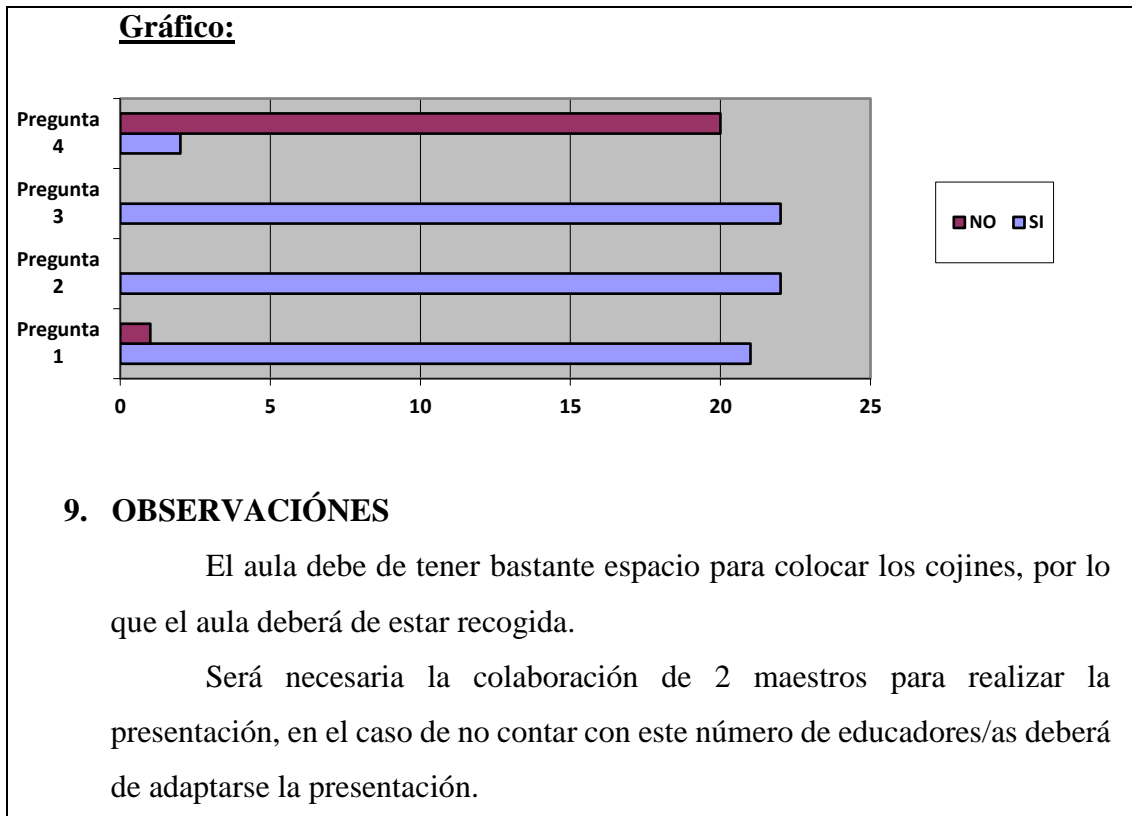 Gráfico:
Pregunta
4
Pregunta
3
Pregunta
2
Pregunta
1
0 5 10 15 20 25
NO SI
9. OBSERVACIÓNES
El aula debe de tener bastante espacio para colocar los cojines, por lo
que el aula deberá de estar recogida.
Será necesaria la colaboración de 2 maestros para realizar la
presentación, en el caso de no contar con este número de educadores/as deberá
de adaptarse la presentación.